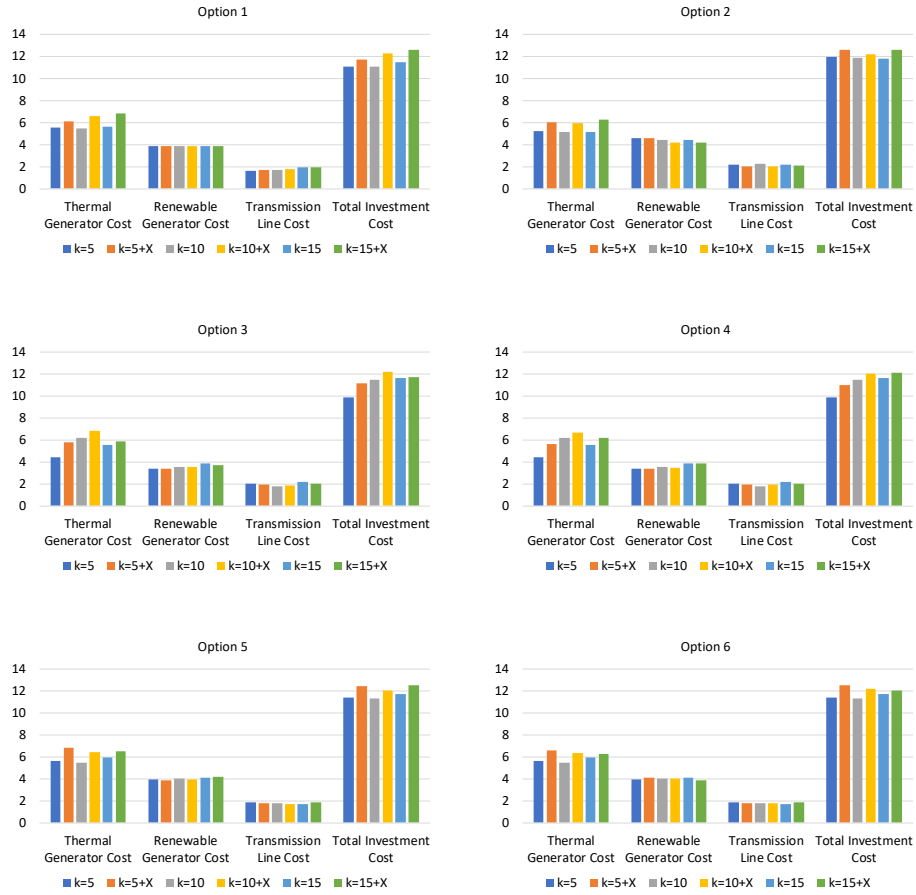 Option 1
14
12
10
8
6
4
2
0
Thermal Generator Cost
Renewable Generator Cost
Transmission Line Cost
Total Investment Cost
k=5 k=5+X k=10 k=10+X k=15 k=15+X
Option 2
14
12
10
8
6
4
2
0
Thermal Generator Cost
Renewable Generator Cost
Transmission Line Cost
Total Investment Cost
k=5 k=5+X k=10 k=10+X k=15 k=15+X
Option 3
14
12
10
8
6
4
2
0
Thermal Generator Cost
Renewable Generator Cost
Transmission Line Cost
Total Investment Cost
k=5 k=5+X k=10 k=10+X k=15 k=15+X
Option 4
14
12
10
8
6
4
2
0
Thermal Generator Cost
Renewable Generator Cost
Transmission Line Cost
Total Investment Cost
k=5 k=5+X k=10 k=10+X k=15 k=15+X
Option 5
14
12
10
8
6
4
2
0
Thermal Generator Cost
Renewable Generator Cost
Transmission Line Cost
Total Investment Cost
k=5 k=5+X k=10 k=10+X k=15 k=15+X
Option 6
14
12
10
8
6
4
2
0
Thermal Generator Cost
Renewable Generator Cost
Transmission Line Cost
Total Investment Cost
k=5 k=5+X k=10 k=10+X k=15 k=15+X